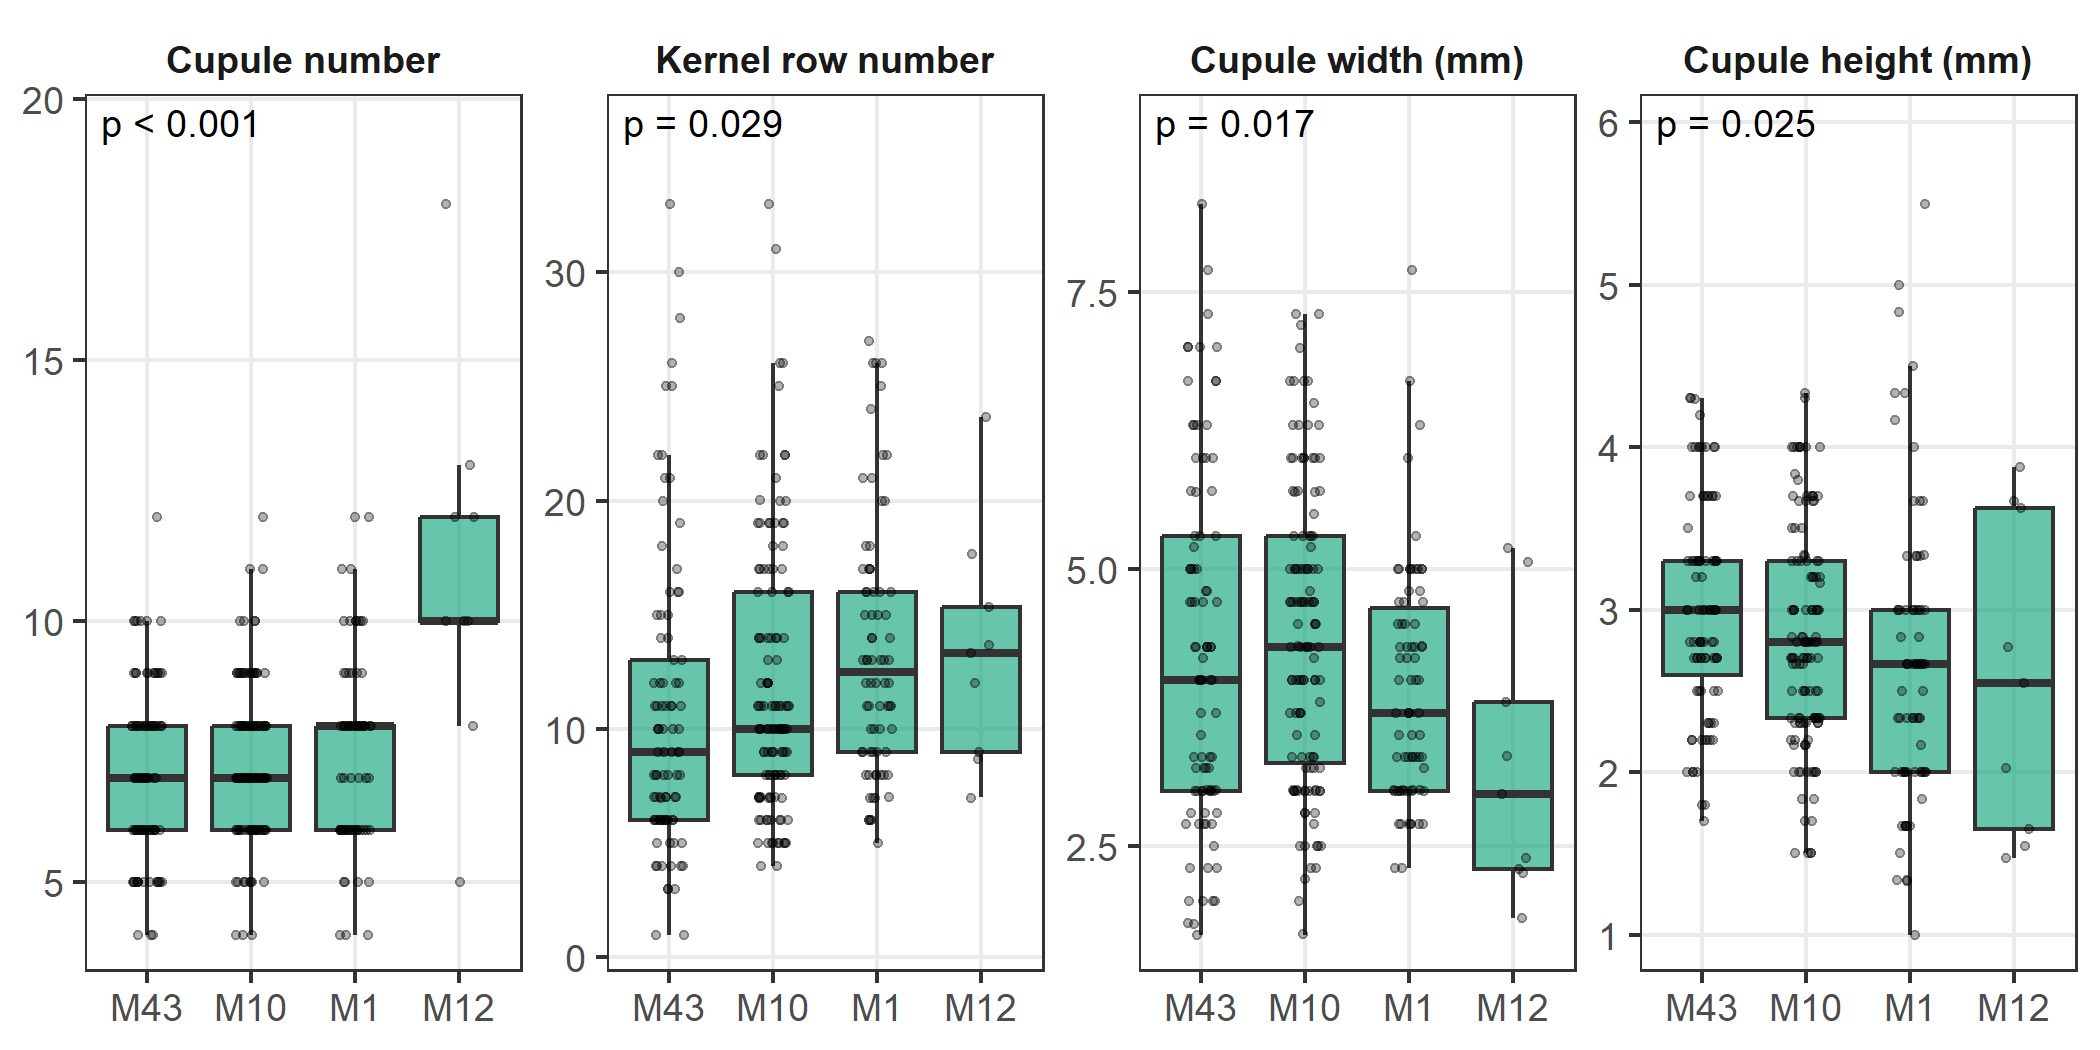 Cupule number
Kernel row number
Cupule width (mm)
Cupule height (mm)
p < 0.001
p = 0.029
p = 0.017
p = 0.025
20
15
10
5
30
20
10
0
7.5
5.0
2.5
6
5
4
3
2
1
M43 M10 M1 M12
M43 M10 M1 M12
M43 M10 M1 M12
M43 M10 M1 M12